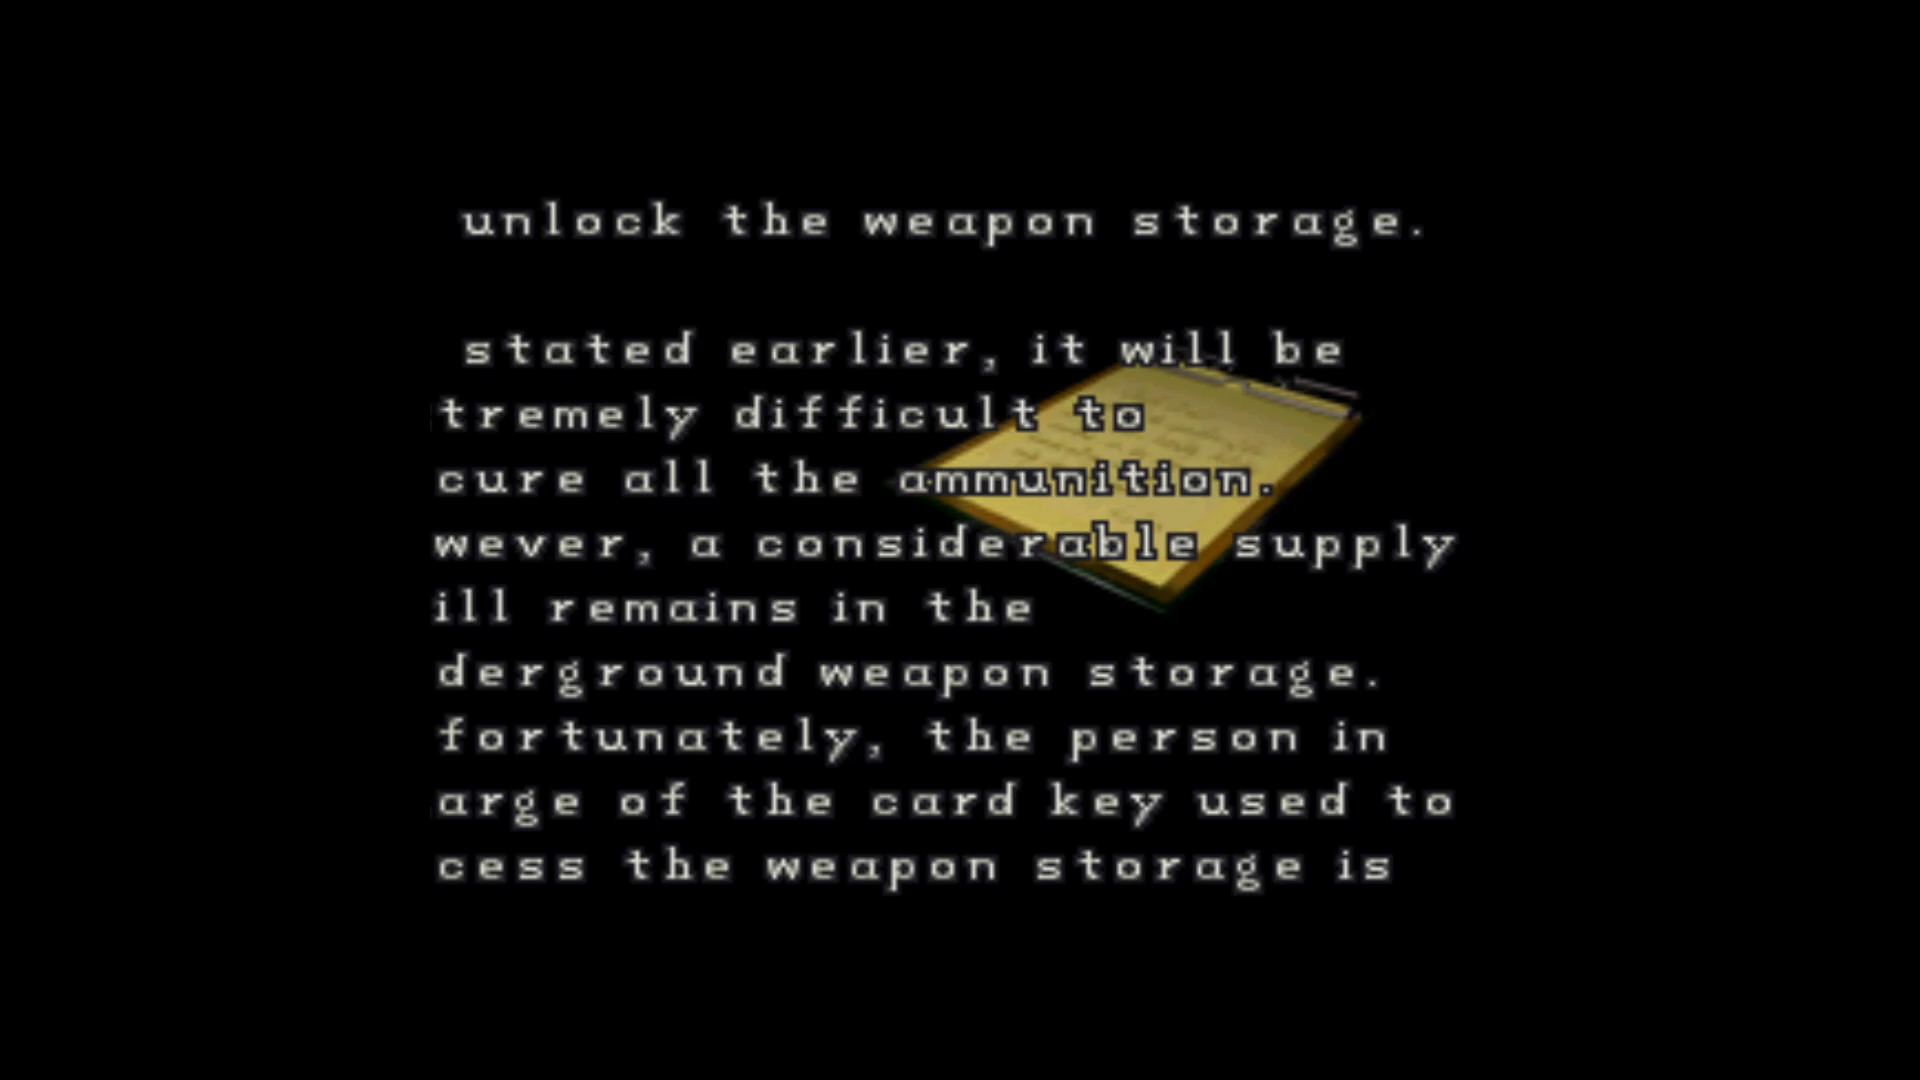 unlock the weapon storage.
stated earlier, it will be
tremely difficult to
cure all the ammunition.
wever, a considerable supply
ill remains in the
derground weapon storage.
fortunately, the person in
arge of the card key used to
cess the weapon storage is